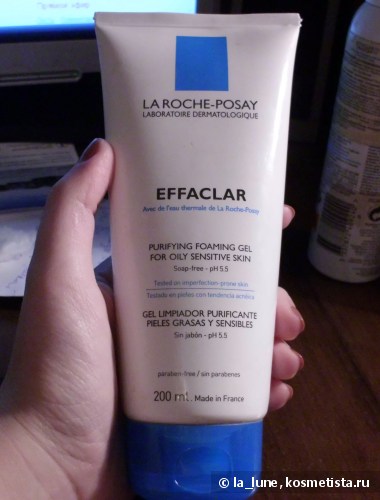 LA ROCHE-POSAY
LABORATOIRE DERMATOLOGIQUE
EFFACLAR
Avec de l'eau thermale de La Roche-Posay
PURIFYING FOAMING GEL
FOR OILY SENSITIVE SKIN
Soap-free - pH 5.5
Tested on imperfection-prone skin
Testado en pieles con tendencia acnéica
GEL LIMPIADOR PURIFICANTE
PIELES GRASAS Y SENSIBLES
Sin jabón - pH 5.5
paraben-free / sin parabenes
200 ml. Made in France
© la_June, kosmetista.ru